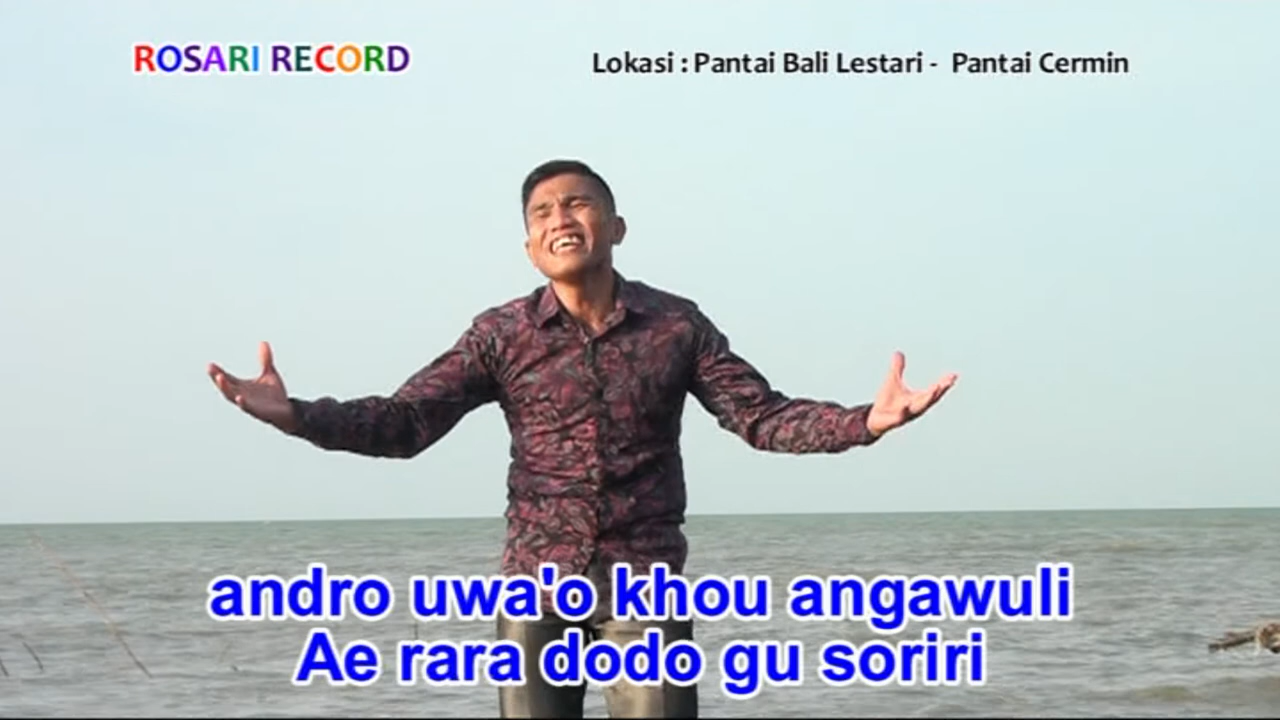 ROSARI RECORD
Lokasi : Pantai Bali Lestari - Pantai Cermin
andro uwa'o khou angawuli
Ae rara dodo gu soriri